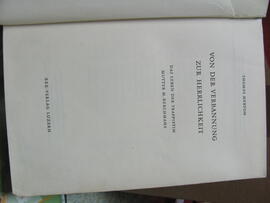 THOMAS MERTON
VON DER VERBANNUNG
ZUR HERRLICHKEIT
DAS LEBEN DER TRAPPISTIN
MUTTER M. BERCHMANS
REX-VERLAG LUZERN